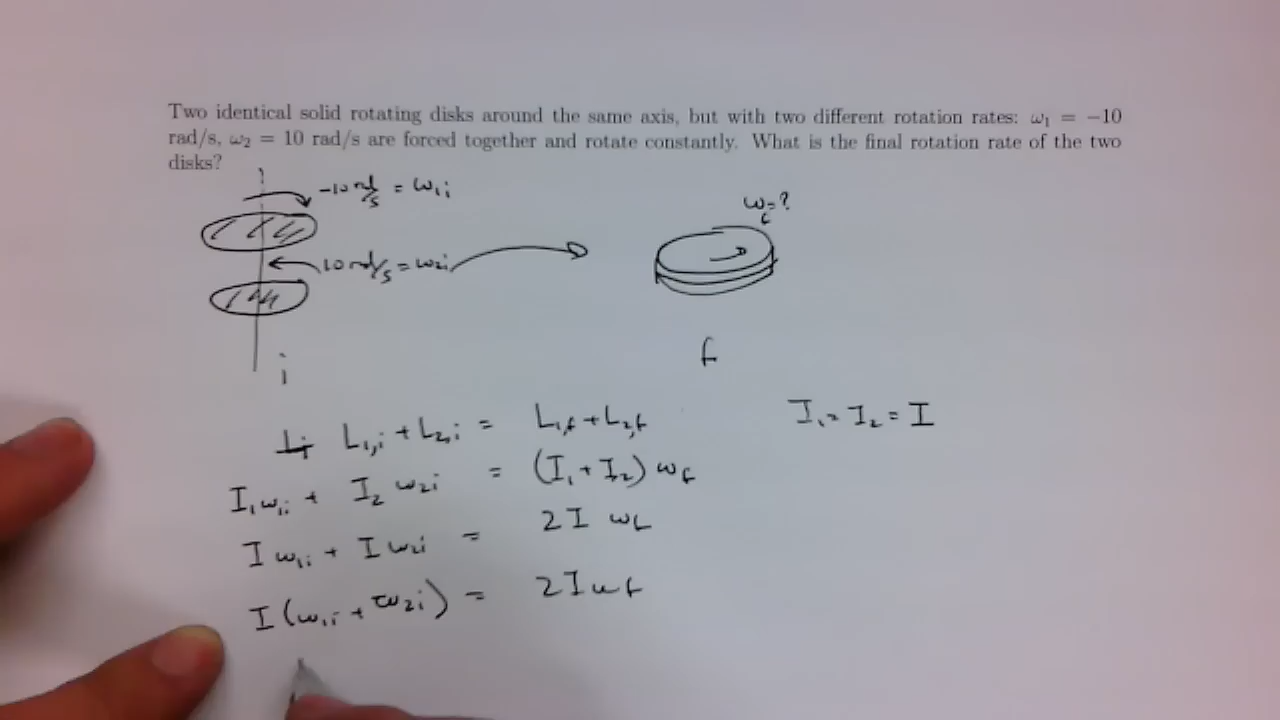 Two identical solid rotating disks around the same axis, but with two different rotation rates: ω₁ = −10
rad/s, ω₂ = 10 rad/s are forced together and rotate constantly. What is the final rotation rate of the two
disks?
-10 rad/s = ω₁i
ω_f = ?
10 rad/s = ω₂i
i
f
L₁,i + L₂,i = L₁,f + L₂,f
I₁ = I₂ = I
I₁ω₁i + I₂ω₂i = (I₁ + I₂) ω_f
I ω₁i + I ω₂i = 2I ω_f
I(ω₁i + ω₂i) = 2I ω_f